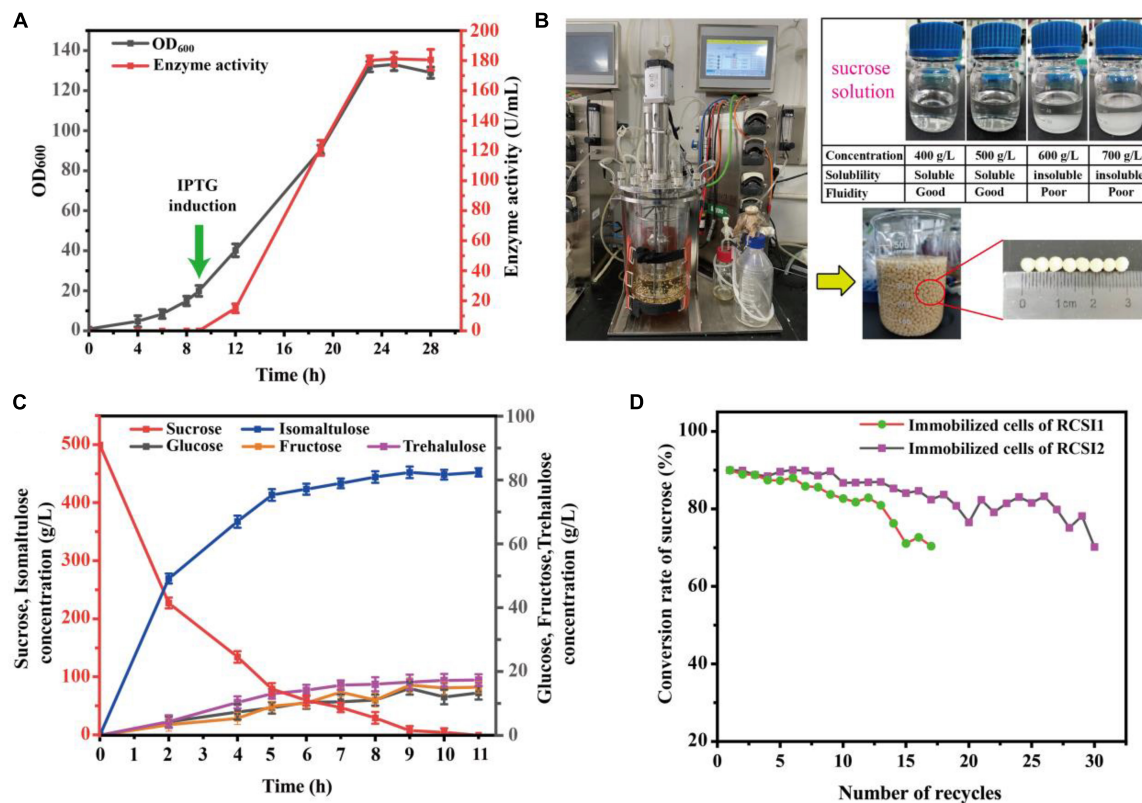 A
OD600
Enzyme activity
IPTG
induction
OD600
Enzyme activity (U/mL)
140
120
100
80
60
40
20
0
200
180
160
140
120
100
80
60
40
20
0
0 4 8 12 16 20 24 28
Time (h)
B
sucrose
solution
Concentration 400 g/L 500 g/L 600 g/L 700 g/L
Solublility Soluble Soluble insoluble insoluble
Fluidity Good Good Poor Poor
500
0 1cm 2 3
C
Sucrose Isomaltulose
Glucose Fructose Trehalulose
Sucrose, Isomaltulose
concentration (g/L)
Glucose, Fructose,Trehalulose
concentration (g/L)
500
450
300
200
100
0
100
80
60
40
20
0
0 1 2 3 4 5 6 7 8 9 10 11
Time (h)
D
Immobilized cells of RCSI1
Immobilized cells of RCSI2
Conversion rate of sucrose (%)
100
80
60
40
20
0 5 10 15 20 25 30
Number of recycles